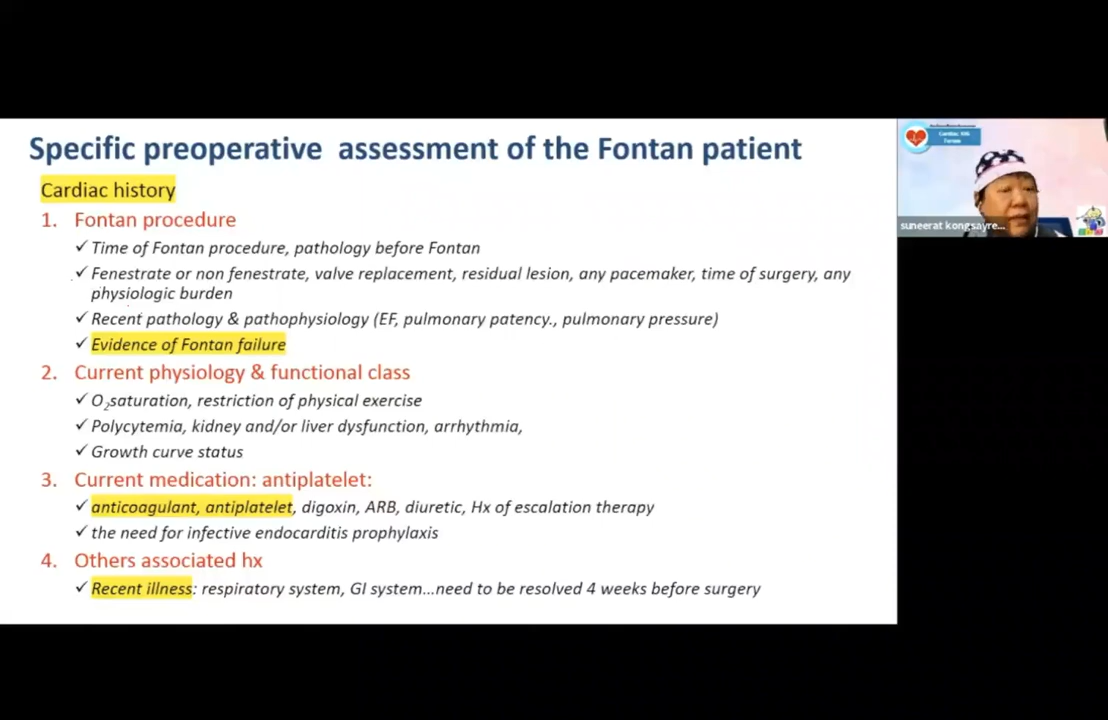 Specific preoperative assessment of the Fontan patient
Cardiac history
1. Fontan procedure
✓ Time of Fontan procedure, pathology before Fontan
✓ Fenestrate or non fenestrate, valve replacement, residual lesion, any pacemaker, time of surgery, any
physiologic burden
✓ Recent pathology & pathophysiology (EF, pulmonary patency., pulmonary pressure)
✓ Evidence of Fontan failure
2. Current physiology & functional class
✓ O2saturation, restriction of physical exercise
✓ Polycytemia, kidney and/or liver dysfunction, arrhythmia,
✓ Growth curve status
3. Current medication: antiplatelet:
✓ anticoagulant, antiplatelet, digoxin, ARB, diuretic, Hx of escalation therapy
✓ the need for infective endocarditis prophylaxis
4. Others associated hx
✓ Recent illness: respiratory system, GI system...need to be resolved 4 weeks before surgery
suneerat kongsayre...